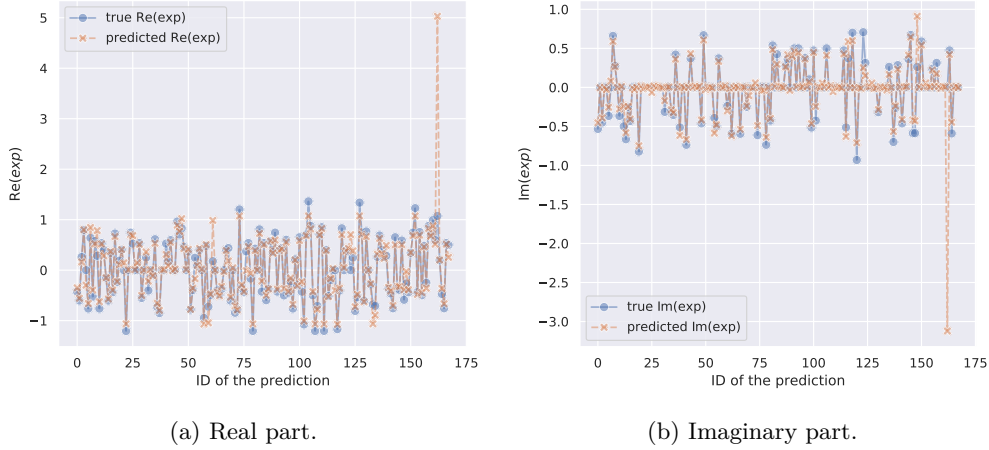 true Re(exp)
predicted Re(exp)
5
4
3
2
1
0
−1
Re(exp)
0 25 50 75 100 125 150 175
ID of the prediction
(a) Real part.
1.0
0.5
0.0
−0.5
−1.0
−1.5
−2.0
−2.5
−3.0
Im(exp)
true Im(exp)
predicted Im(exp)
0 25 50 75 100 125 150 175
ID of the prediction
(b) Imaginary part.